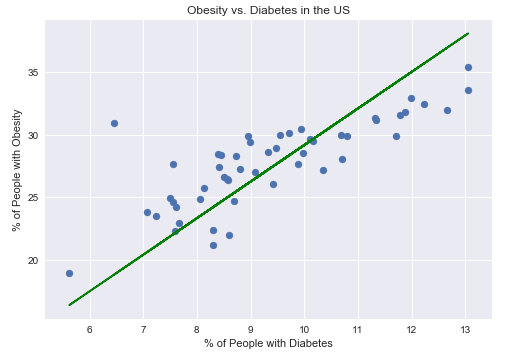 Obesity vs. Diabetes in the US
% of People with Obesity
35
30
25
20
6 7 8 9 10 11 12 13
% of People with Diabetes